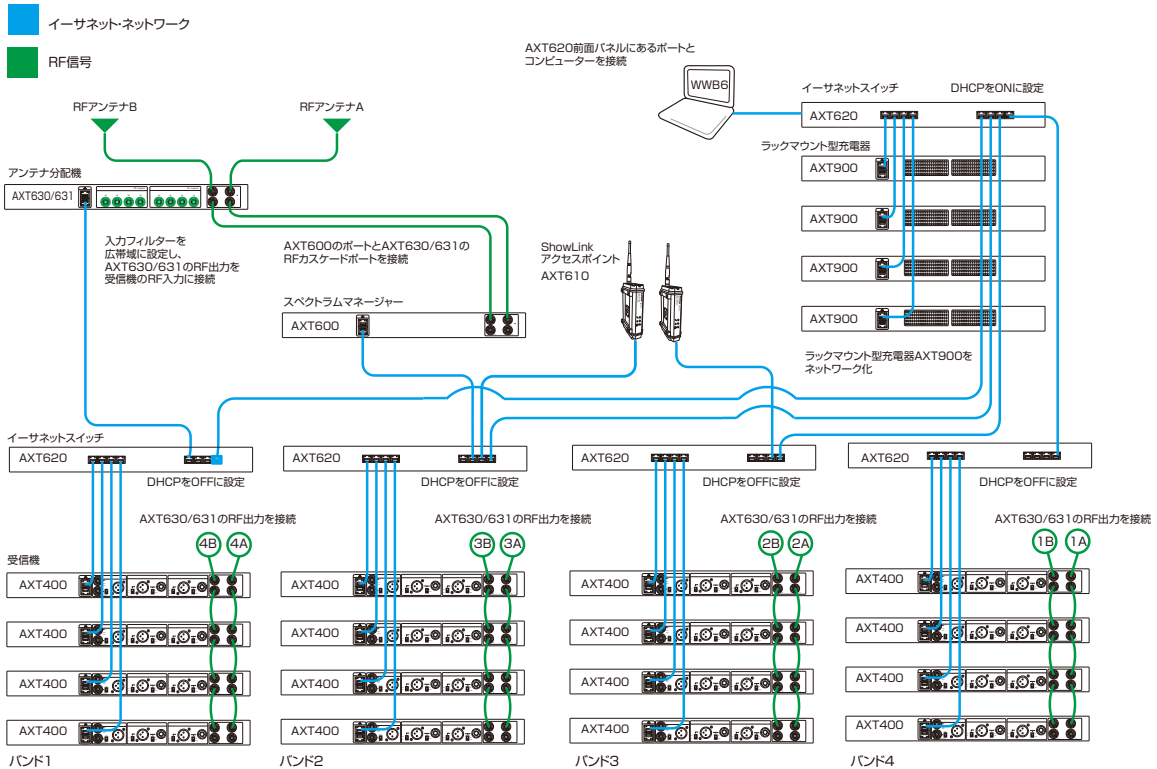 イーサネット・ネットワーク
RF信号
RFアンテナB
RFアンテナA
アンテナ分配機
AXT630/631
入力フィルターを
広帯域に設定し、
AXT630/631のRF出力を
受信機のRF入力に接続
AXT600のポートとAXT630/631の
RFカスケードポートを接続
スペクトラムマネージャー
AXT600
ShowLink
アクセスポイント
AXT610
AXT620前面パネルにあるポートと
コンピューターを接続
WWB6
イーサネットスイッチ
DHCPをONに設定
AXT620
ラックマウント型充電器
AXT900
AXT900
AXT900
AXT900
ラックマウント型充電器AXT900を
ネットワーク化
イーサネットスイッチ
AXT620
DHCPをOFFに設定
AXT630/631のRF出力を接続
4B
4A
受信機
AXT400
AXT400
AXT400
AXT400
バンド1
AXT620
DHCPをOFFに設定
AXT630/631のRF出力を接続
3B
3A
AXT400
AXT400
AXT400
AXT400
バンド2
AXT620
DHCPをOFFに設定
AXT630/631のRF出力を接続
2B
2A
AXT400
AXT400
AXT400
AXT400
バンド3
AXT620
DHCPをOFFに設定
AXT630/631のRF出力を接続
1B
1A
AXT400
AXT400
AXT400
AXT400
バンド4